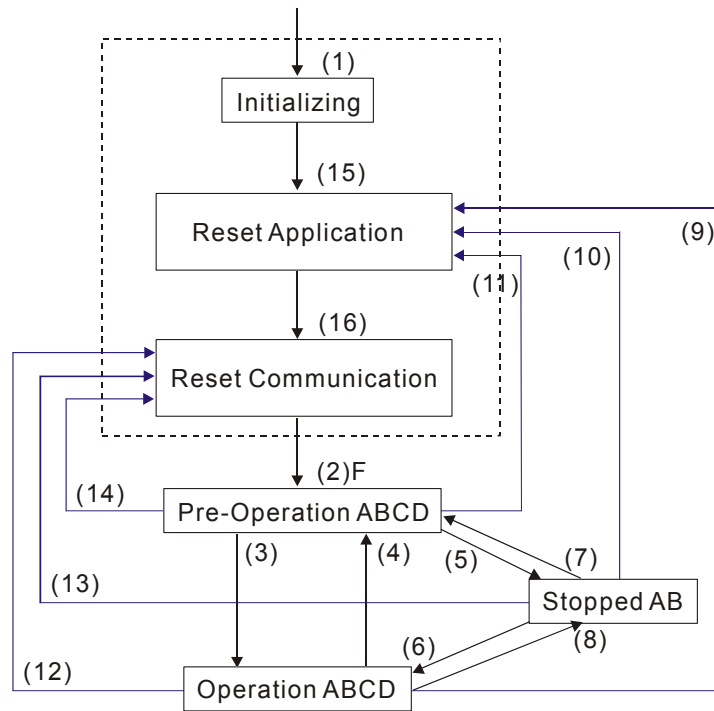 (1)
Initializing
(15)
Reset Application
(9)
(10)
(11)
(16)
Reset Communication
(2)F
(14)
Pre-Operation ABCD
(3)
(4)
(5)
(7)
(13)
Stopped AB
(6)
(8)
(12)
Operation ABCD